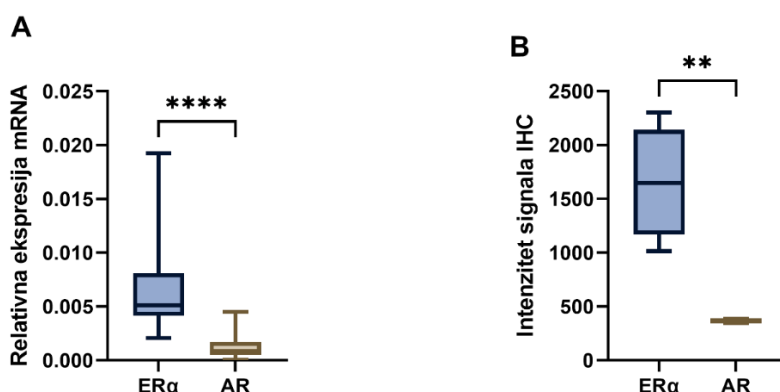 A
Relativna ekspresija mRNA
0.025
0.020
0.015
0.010
0.005
0.000
****
ERα
AR
B
Intenzitet signala IHC
2500
2000
1500
1000
500
0
**
ERα
AR